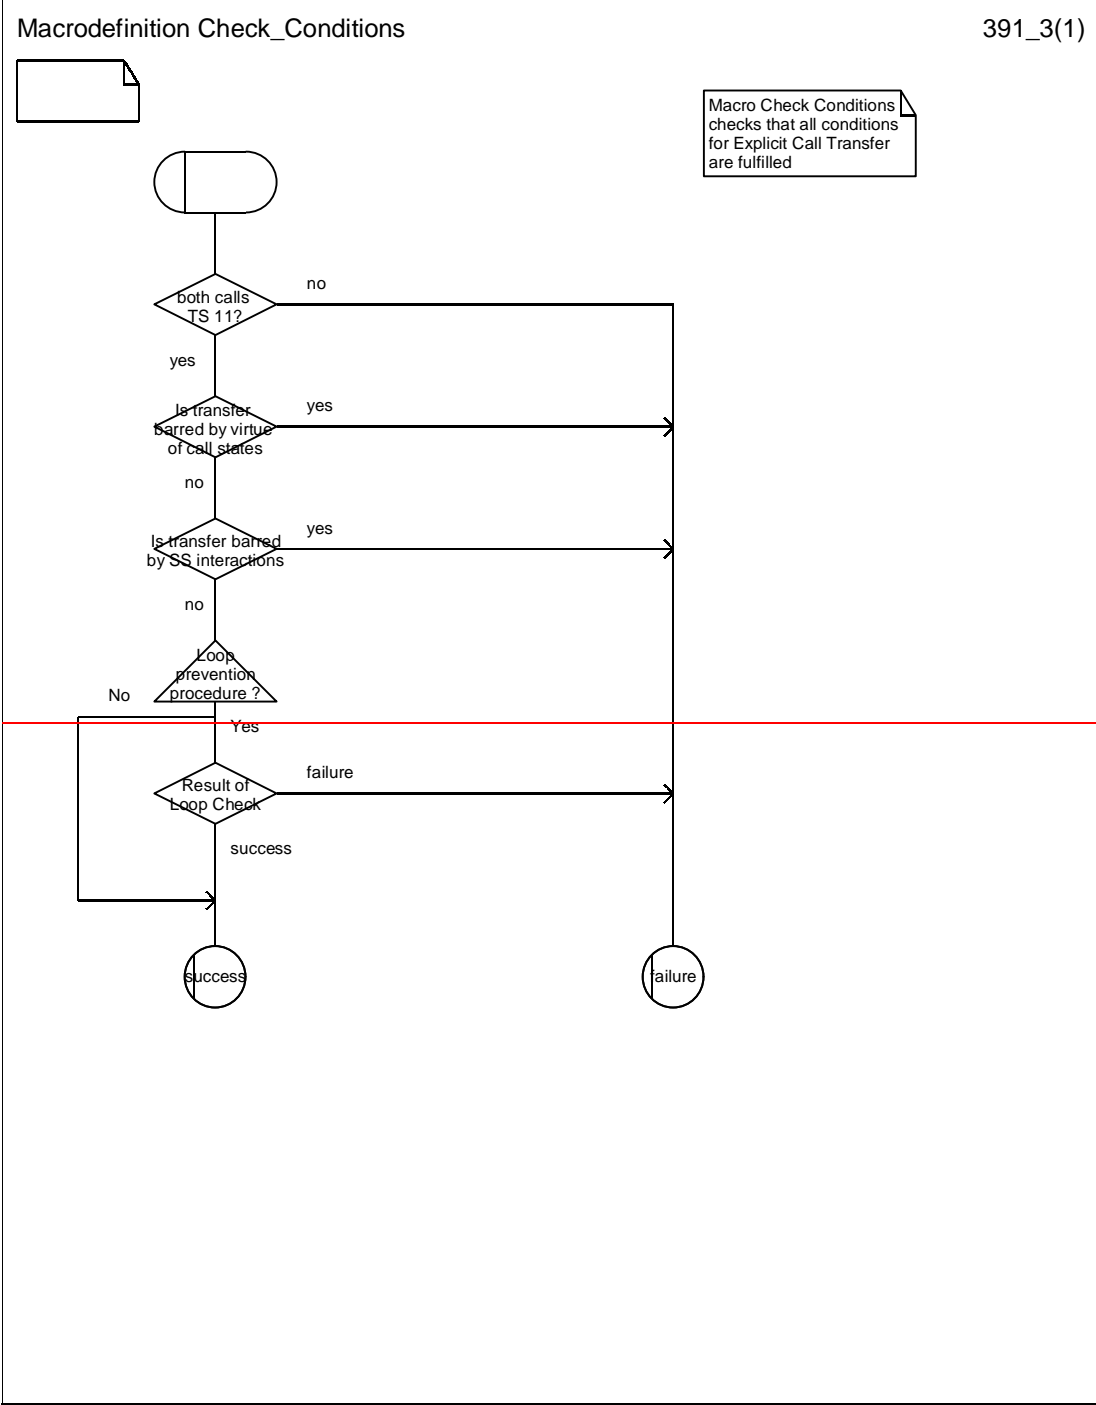 Macrodefinition Check_Conditions
391_3(1)
Macro Check Conditions
checks that all conditions
for Explicit Call Transfer
are fulfilled
no
both calls
TS 11?
yes
yes
Is transfer
barred by virtue
of call states
no
yes
Is transfer barred
by SS interactions
no
Loop
prevention
procedure ?
No
Yes
failure
Result of
Loop Check
success
success
failure